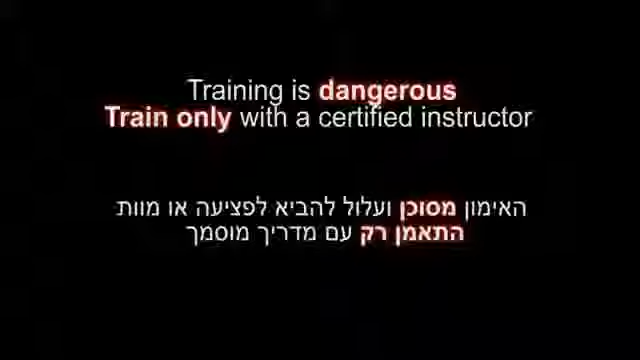 Training is dangerous
Train only with a certified instructor
האימון מסוכן ועלול להביא לפציעה או מוות
התאמן רק עם מדריך מוסמך